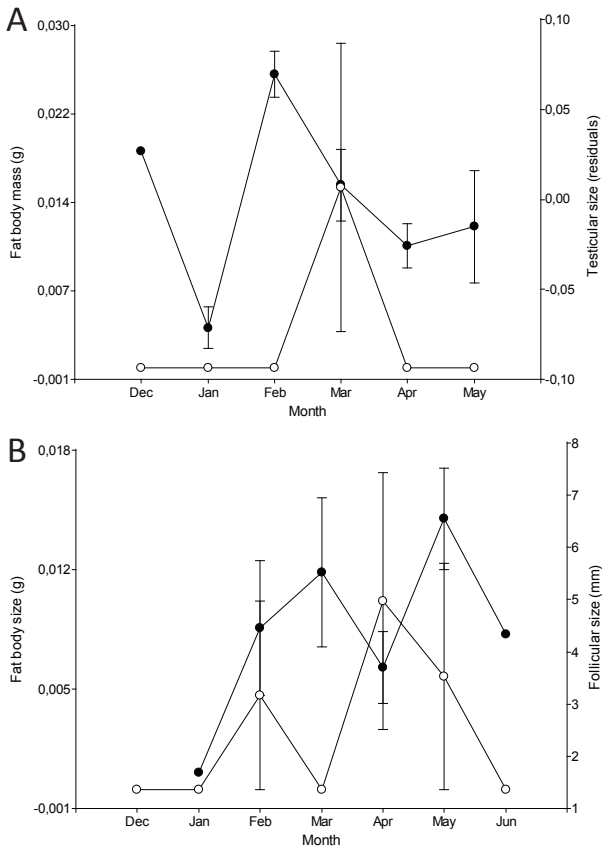 A
0,030
0,022
0,014
0,007
-0,001
Fat body mass (g)
0,10
0,05
0,00
-0,05
-0,10
Testicular size (residuals)
Dec Jan Feb Mar Apr May
Month
B
0,018
0,012
0,005
-0,001
Fat body size (g)
8
7
6
5
4
3
2
1
Follicular size (mm)
Dec Jan Feb Mar Apr May Jun
Month